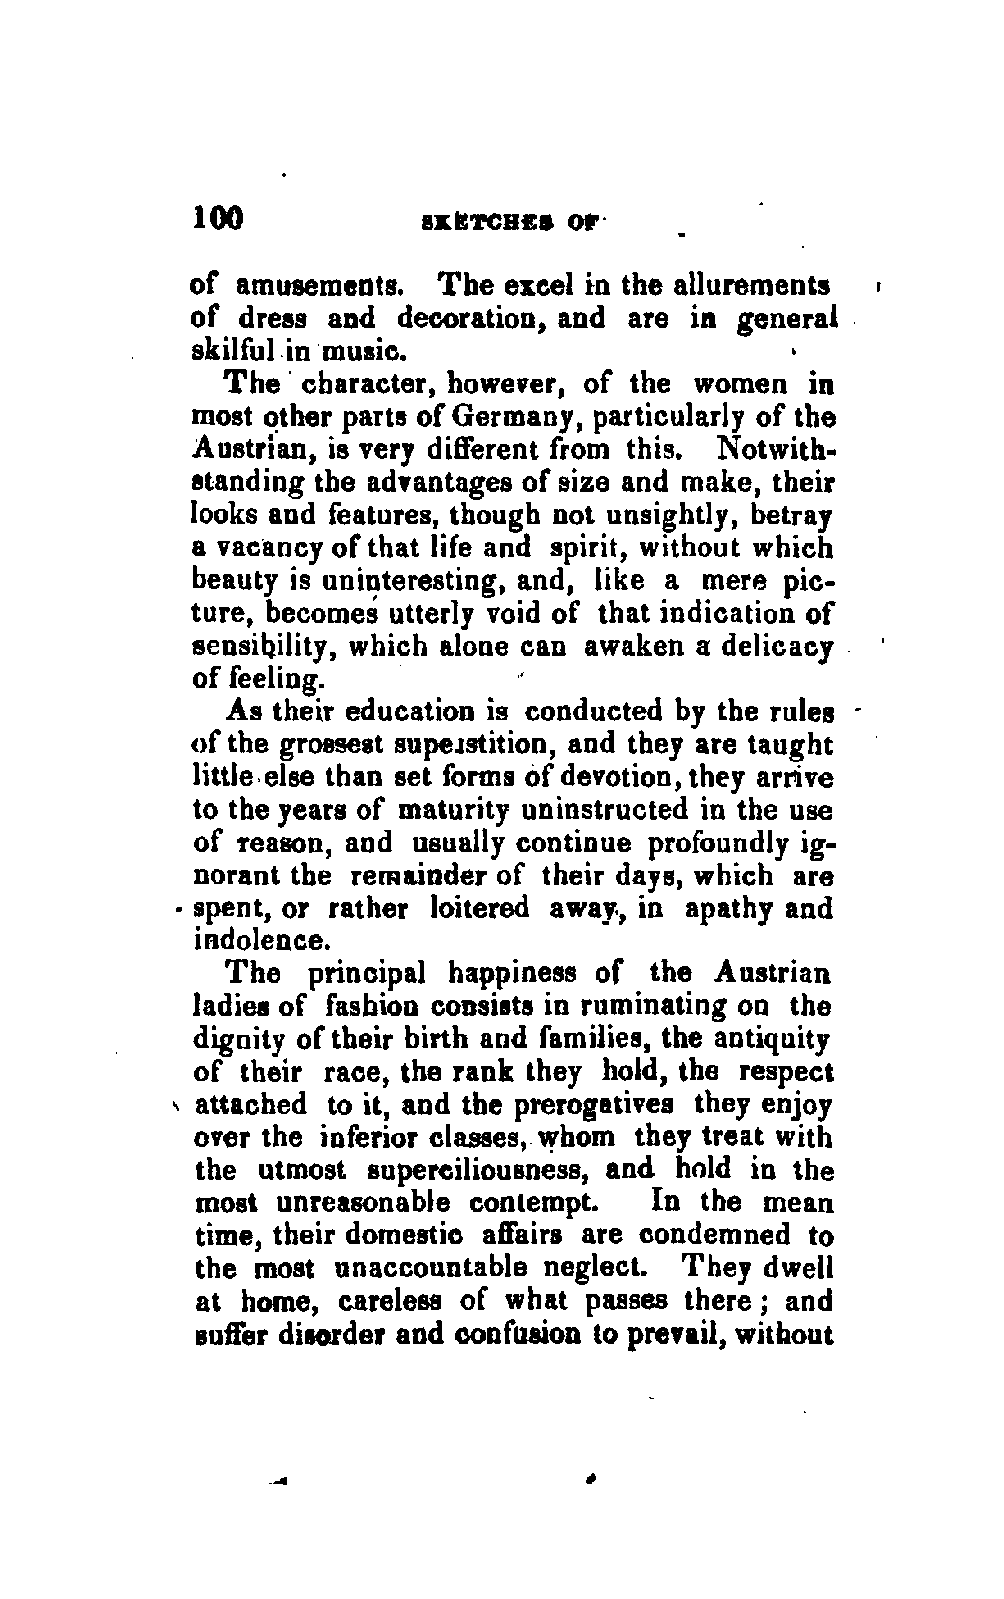 100 SKETCHES OF
of amusements. The excel in the allurements
of dress and decoration, and are in general
skilful in music.
The character, however, of the women in
most other parts of Germany, particularly of the
Austrian, is very different from this. Notwith-
standing the advantages of size and make, their
looks and features, though not unsightly, betray
a vacancy of that life and spirit, without which
beauty is uninteresting, and, like a mere pic-
ture, becomes utterly void of that indication of
sensibility, which alone can awaken a delicacy
of feeling.
As their education is conducted by the rules
of the grossest superstition, and they are taught
little else than set forms of devotion, they arrive
to the years of maturity uninstructed in the use
of reason, and usually continue profoundly ig-
norant the remainder of their days, which are
spent, or rather loitered away, in apathy and
indolence.
The principal happiness of the Austrian
ladies of fashion consists in ruminating on the
dignity of their birth and families, the antiquity
of their race, the rank they hold, the respect
attached to it, and the prerogatives they enjoy
over the inferior classes, whom they treat with
the utmost superciliousness, and hold in the
most unreasonable contempt. In the mean
time, their domestic affairs are condemned to
the most unaccountable neglect. They dwell
at home, careless of what passes there; and
suffer disorder and confusion to prevail, without